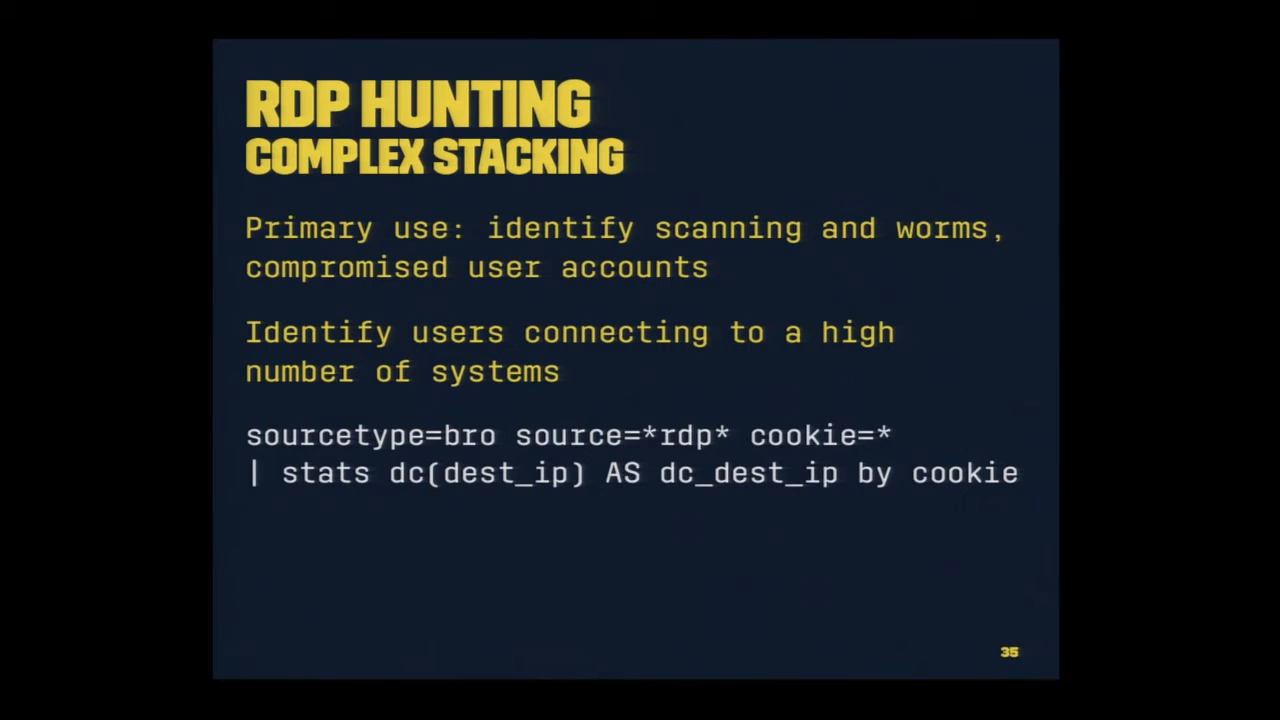 RDP HUNTING
COMPLEX STACKING
Primary use: identify scanning and worms,
compromised user accounts
Identify users connecting to a high
number of systems
sourcetype=bro source=*rdp* cookie=*
| stats dc(dest_ip) AS dc_dest_ip by cookie
35